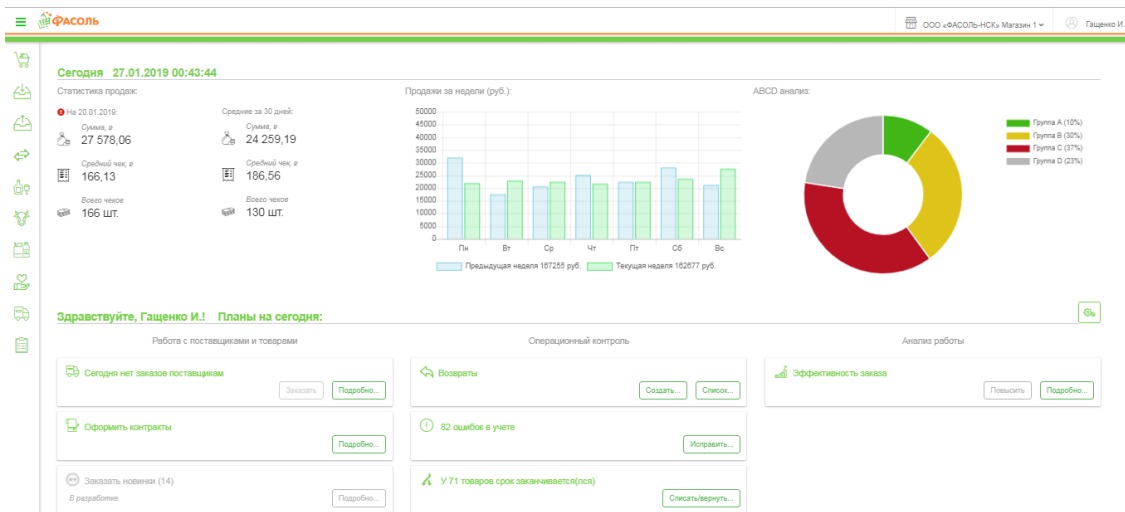 ФАСОЛЬ
ООО «ФАСОЛЬ-НСК» Магазин 1
Гащенко И.
Сегодня 27.01.2019 00:43:44
Статистика продаж:
На 20.01.2019:
Сумма, ₽
27 578,06
Средний чек, ₽
166,13
Всего чеков
166 шт.
Средние за 30 дней:
Сумма, ₽
24 259,19
Средний чек, ₽
186,56
Всего чеков
130 шт.
Продажи за недели (руб.):
50000
45000
40000
35000
30000
25000
20000
15000
10000
5000
0
Пн Вт Ср Чт Пт Сб Вс
Предыдущая неделя 167255 руб. Текущая неделя 162677 руб.
ABCD анализ:
Группа A (10%)
Группа B (30%)
Группа C (37%)
Группа D (23%)
Здравствуйте, Гащенко И.! Планы на сегодня:
Работа с поставщиками и товарами
Сегодня нет заказов поставщикам
Заказать Подробно...
Оформить контракты
Подробно...
Заказать новинки (14)
В разработке
Подробно...
Операционный контроль
Возвраты
Создать... Список...
82 ошибок в учете
Исправить...
У 71 товаров срок заканчивается(лся)
Списать/вернуть...
Анализ работы
Эффективность заказа
Повысить Подробно...